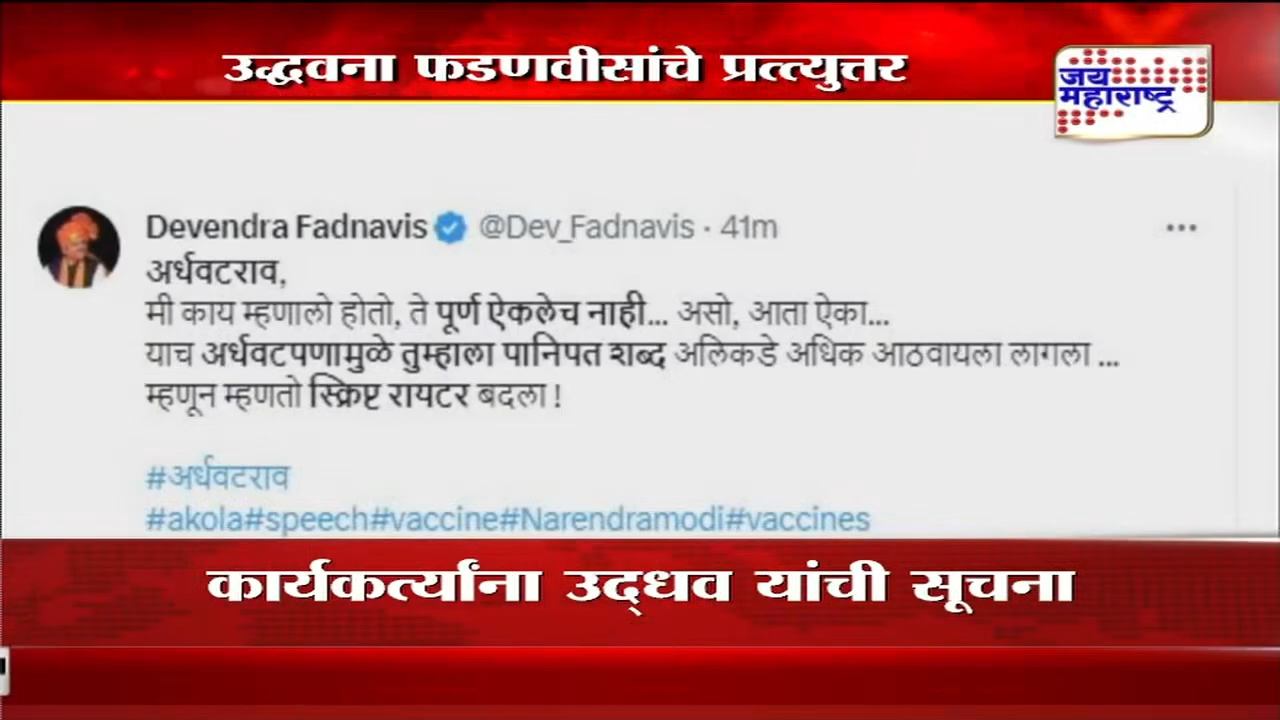 उद्धवना फडणवीसांचे प्रत्त्युत्तर
जय
महाराष्ट्र
Devendra Fadnavis @Dev_Fadnavis · 41m
अर्धवटराव,
मी काय म्हणालो होतो, ते पूर्ण ऐकलेच नाही... असो, आता ऐका...
याच अर्धवटपणामुळे तुम्हाला पानिपत शब्द अलिकडे अधिक आठवायला लागला ...
म्हणून म्हणतो स्क्रिप्ट रायटर बदला !
#अर्धवटराव
#akola#speech#vaccine#Narendramodi#vaccines
कार्यकर्त्यांना उद्‌धव यांची सूचना